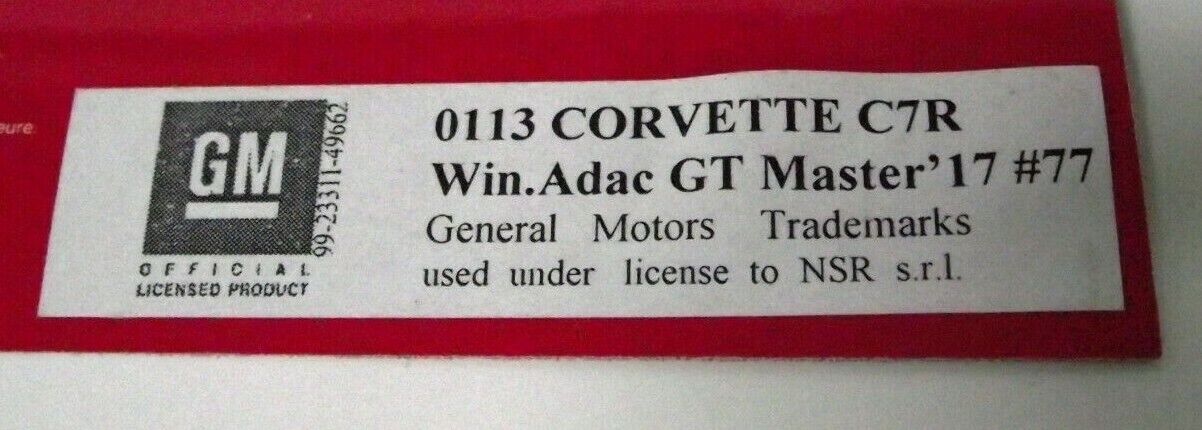 eure
GM
OFFICIAL
LICENSED PRODUCT
99-23311-49662
0113 CORVETTE C7R
Win.Adac GT Master'17 #77
General Motors Trademarks
used under license to NSR s.r.l.